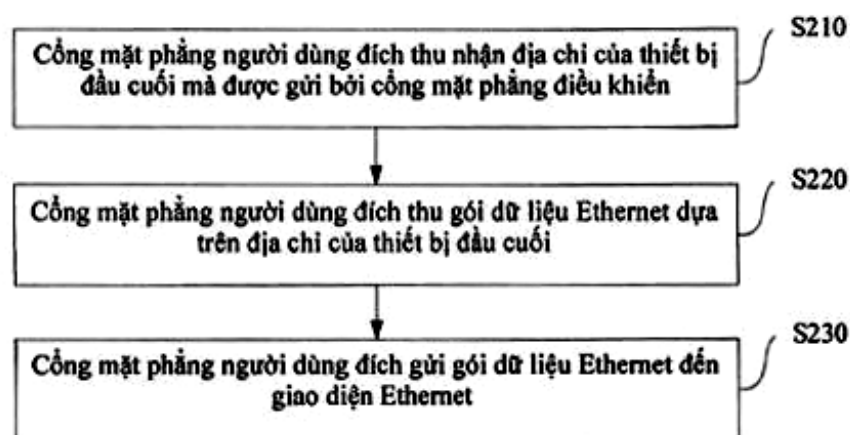 S210
Cổng mặt phẳng người dùng đích thu nhận địa chỉ của thiết bị
đầu cuối mà được gửi bởi cổng mặt phẳng điều khiển
S220
Cổng mặt phẳng người dùng đích thu gói dữ liệu Ethernet dựa
trên địa chỉ của thiết bị đầu cuối
S230
Cổng mặt phẳng người dùng đích gửi gói dữ liệu Ethernet đến
giao diện Ethernet